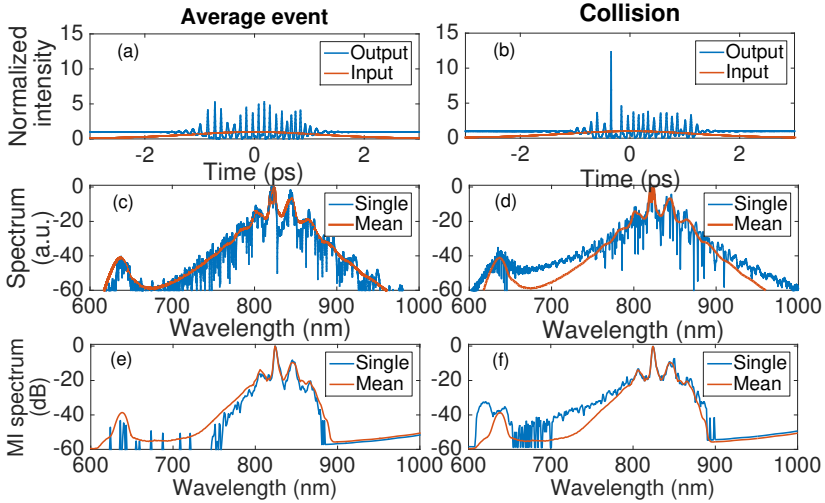 Average event
Collision
Normalized
intensity
15
10
5
0
(a)
Output
Input
-2
0
2
Time (ps)
15
10
5
0
(b)
Output
Input
-2
0
2
Time (ps)
Spectrum
(a.u.)
0
-20
-40
-60
(c)
Single
Mean
600
700
800
900
1000
Wavelength (nm)
0
-20
-40
-60
(d)
Single
Mean
600
700
800
900
1000
Wavelength (nm)
MI spectrum
(dB)
0
-20
-40
-60
(e)
Single
Mean
600
700
800
900
1000
Wavelength (nm)
0
-20
-40
-60
(f)
Single
Mean
600
700
800
900
1000
Wavelength (nm)